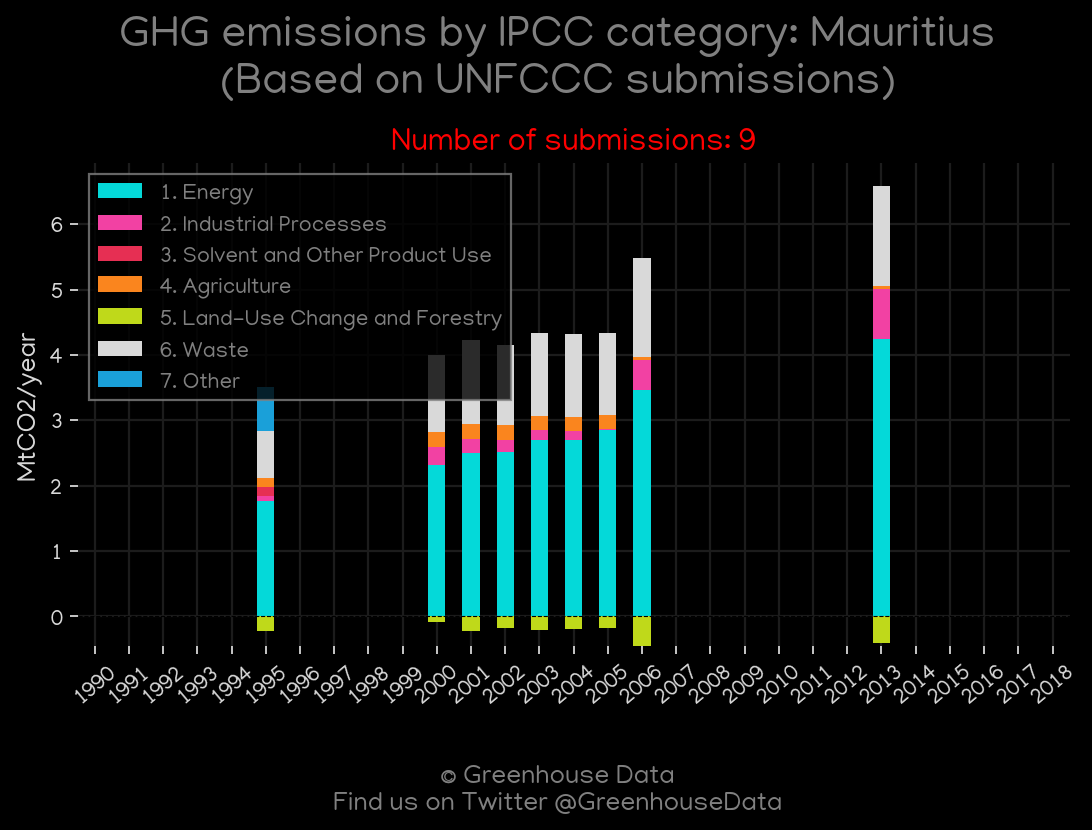 GHG emissions by IPCC category: Mauritius
(Based on UNFCCC submissions)
Number of submissions: 9
1. Energy
2. Industrial Processes
3. Solvent and Other Product Use
4. Agriculture
5. Land-Use Change and Forestry
6. Waste
7. Other
MtCO2/year
6
5
4
3
2
1
0
1990 1991 1992 1993 1994 1995 1996 1997 1998 1999 2000 2001 2002 2003 2004 2005 2006 2007 2008 2009 2010 2011 2012 2013 2014 2015 2016 2017 2018
© Greenhouse Data
Find us on Twitter @GreenhouseData